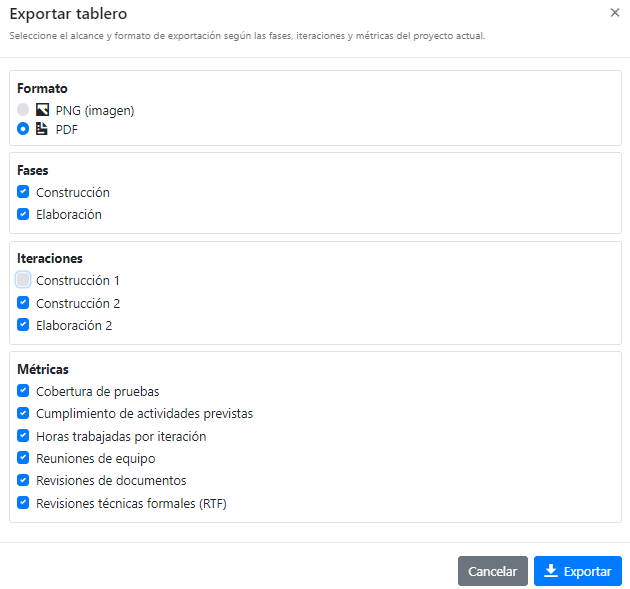 Exportar tablero
Seleccione el alcance y formato de exportación según las fases, iteraciones y métricas del proyecto actual.
Formato
PNG (imagen)
PDF
Fases
Construcción
Elaboración
Iteraciones
Construcción 1
Construcción 2
Elaboración 2
Métricas
Cobertura de pruebas
Cumplimiento de actividades previstas
Horas trabajadas por iteración
Reuniones de equipo
Revisiones de documentos
Revisiones técnicas formales (RTF)
Cancelar
Exportar